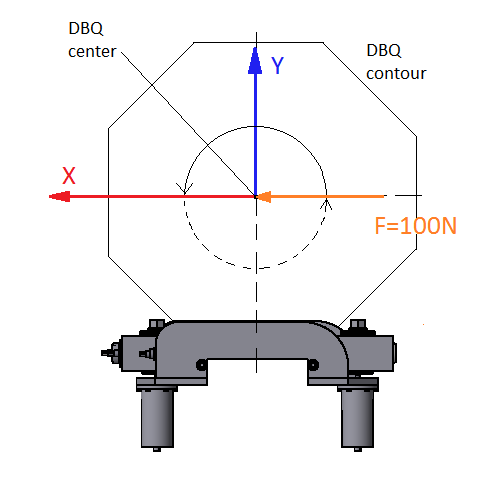 DBQ
center
DBQ
contour
Y
X
F=100N